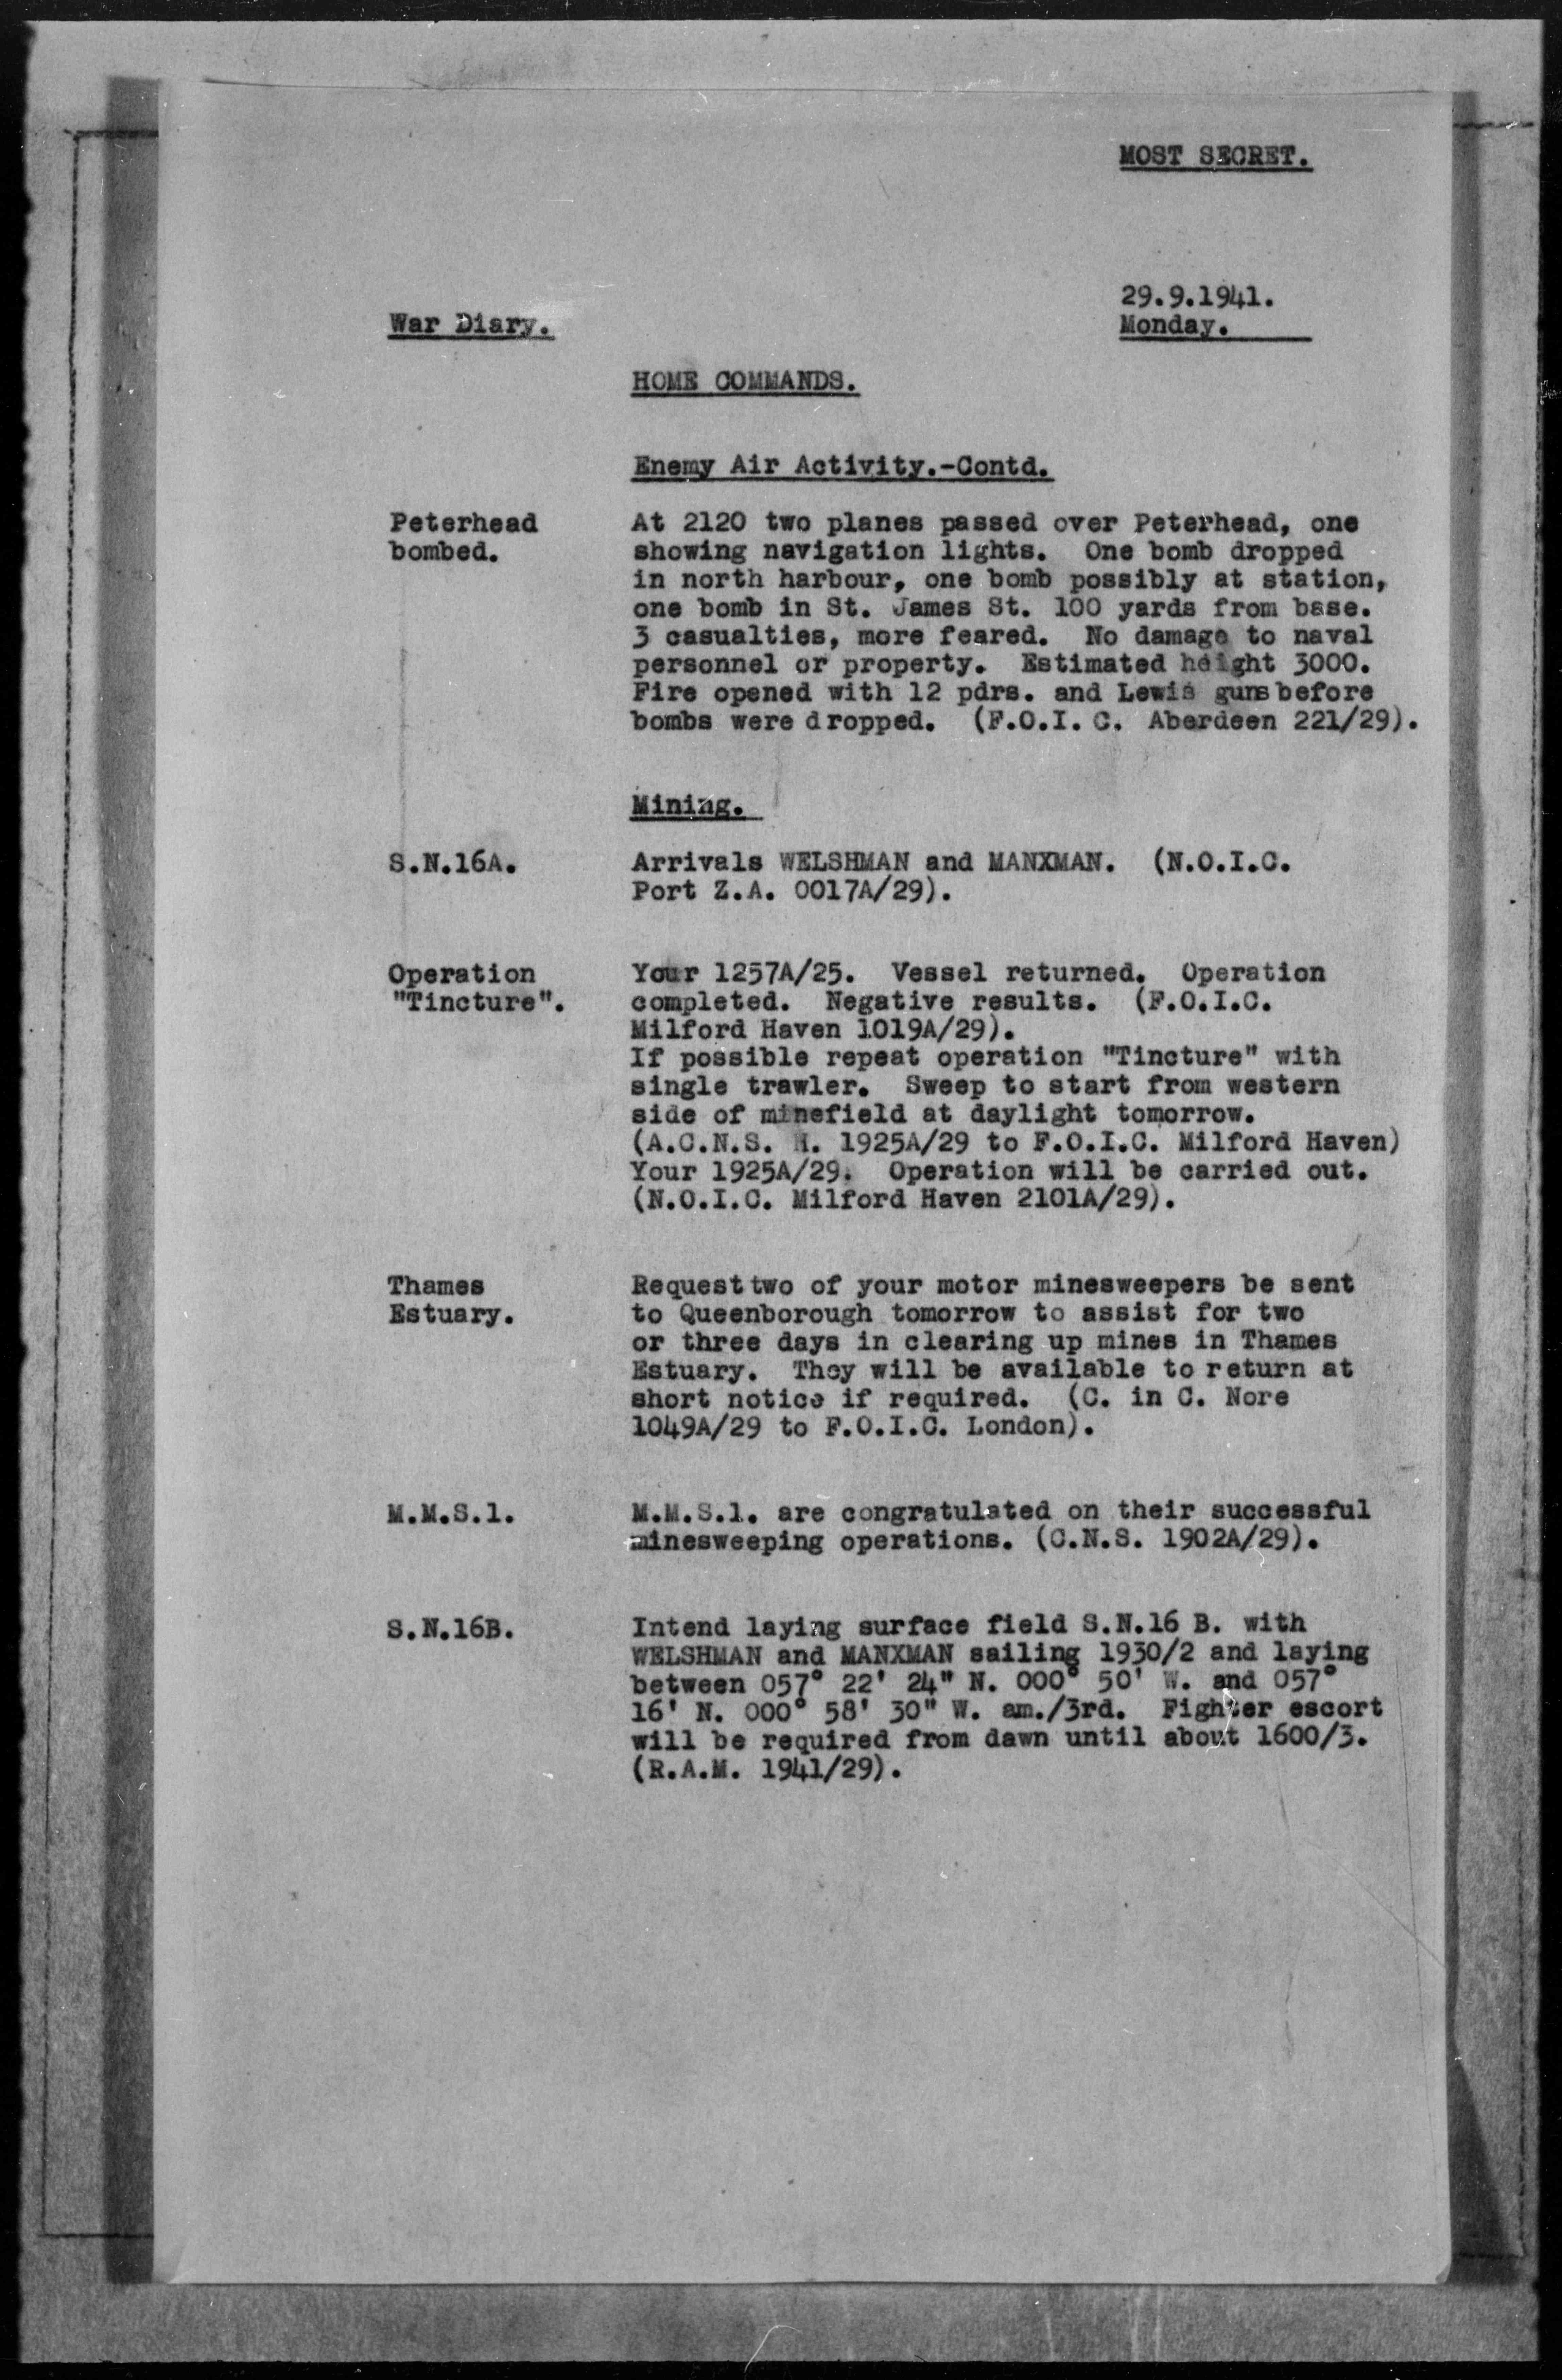 MOST SECRET.
29.9.1941.
War Diary.
Monday.
HOME COMMANDS.
Enemy Air Activity.-Contd.
Peterhead
bombed.
At 2120 two planes passed over Peterhead, one
showing navigation lights. One bomb dropped
in north harbour, one bomb possibly at station,
one bomb in St. James St. 100 yards from base.
3 casualties, more feared. No damage to naval
personnel or property. Estimated height 3000.
Fire opened with 12 pdrs. and Lewis guns before
bombs were dropped. (F.O.I.C. Aberdeen 221/29).
Mining.
S.N.16A.
Arrivals WELSHMAN and MANXMAN. (N.O.I.C.
Port Z.A. 0017A/29).
Operation
"Tincture".
Your 1257A/25. Vessel returned. Operation
completed. Negative results. (F.O.I.C.
Milford Haven 1019A/29).
If possible repeat operation "Tincture" with
single trawler. Sweep to start from western
side of minefield at daylight tomorrow.
(A.C.N.S. H. 1925A/29 to F.O.I.C. Milford Haven)
Your 1925A/29. Operation will be carried out.
(N.O.I.C. Milford Haven 2101A/29).
Thames
Estuary.
Request two of your motor minesweepers be sent
to Queenborough tomorrow to assist for two
or three days in clearing up mines in Thames
Estuary. They will be available to return at
short notice if required. (C. in C. Nore
1049A/29 to F.O.I.C. London).
M.M.S.1.
M.M.S.1. are congratulated on their successful
minesweeping operations. (C.N.S. 1902A/29).
S.N.16B.
Intend laying surface field S.N.16 B. with
WELSHMAN and MANXMAN sailing 1930/2 and laying
between 057° 22' 24" N. 000° 50' W. and 057°
16' N. 000° 58' 30" W. am./3rd. Fighter escort
will be required from dawn until about 1600/3.
(R.A.M. 1941/29).